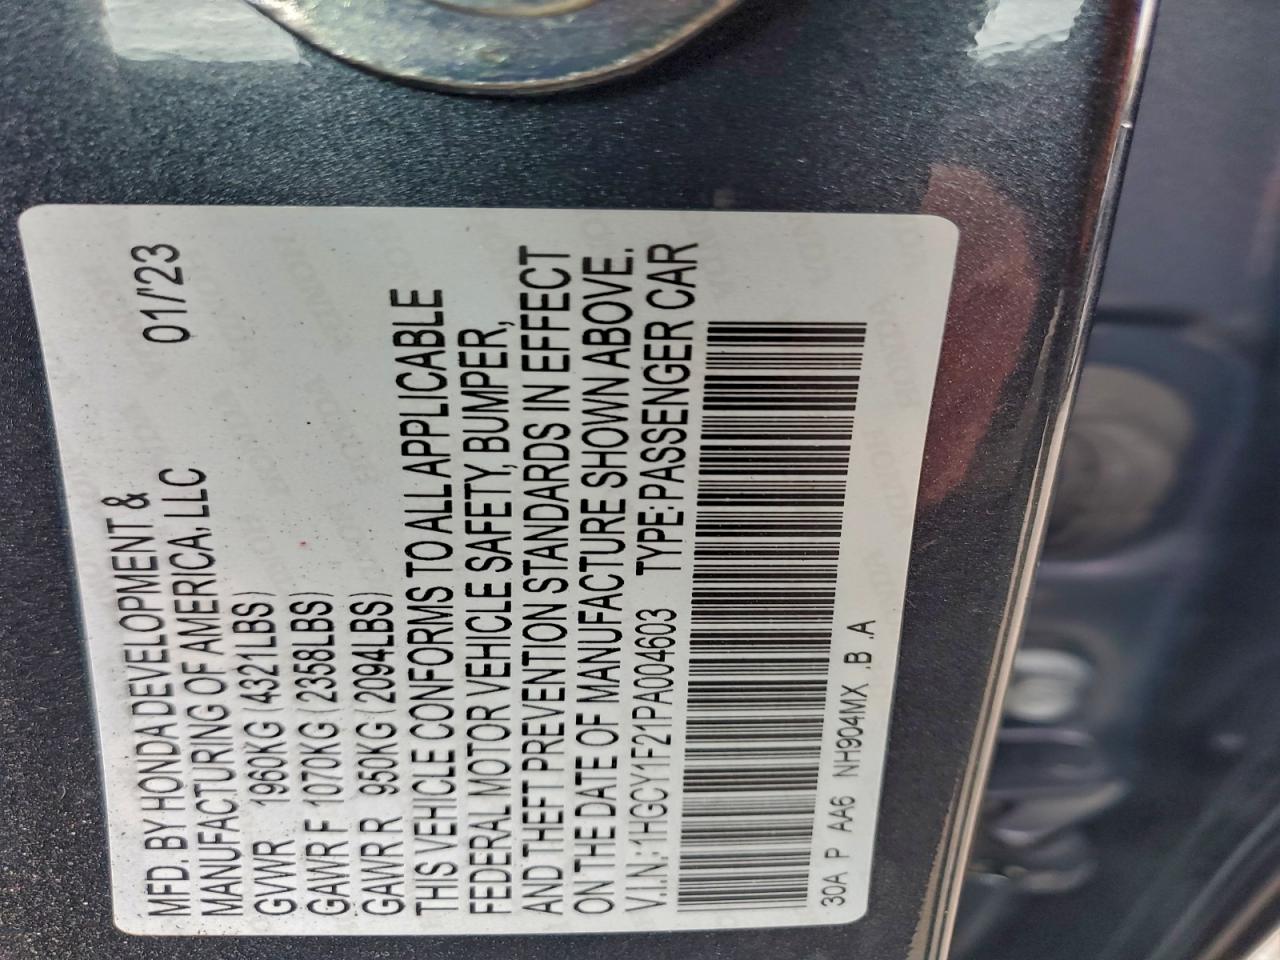 MFD. BY HONDA DEVELOPMENT &
MANUFACTURING OF AMERICA, LLC 01/'23
GVWR 1960KG (4321LBS)
GAWR F 1070KG (2358LBS)
GAWR R 950KG (2094LBS)
THIS VEHICLE CONFORMS TO ALL APPLICABLE
FEDERAL MOTOR VEHICLE SAFETY, BUMPER,
AND THEFT PREVENTION STANDARDS IN EFFECT
ON THE DATE OF MANUFACTURE SHOWN ABOVE.
V.I.N.: 1HGCY1F21PA004603 TYPE: PASSENGER CAR
30A P AA6 NH904MX .B .A